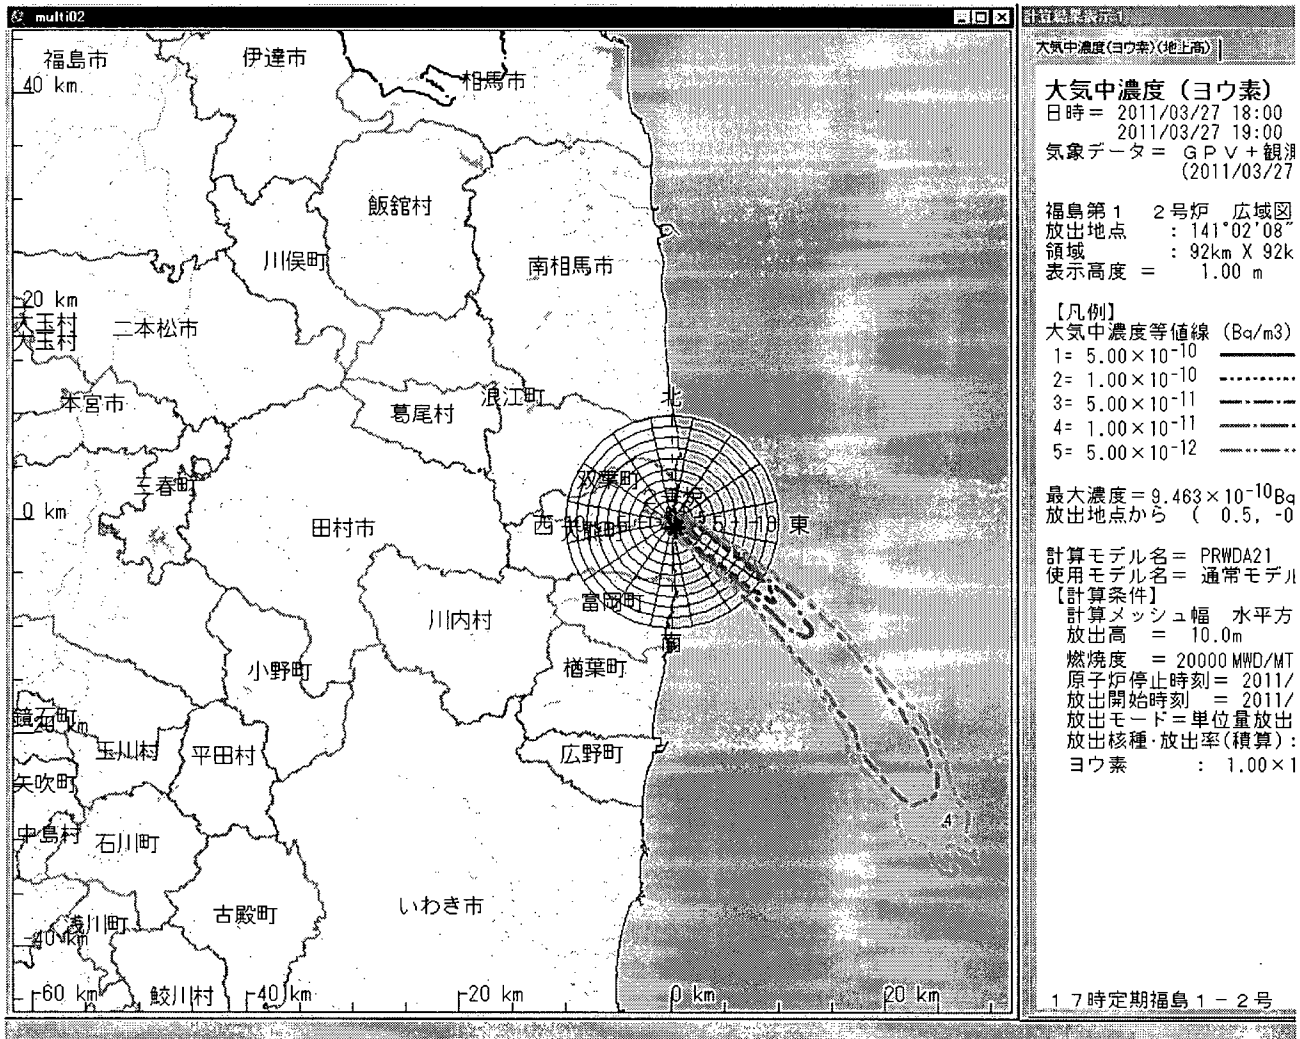 multi02
福島市
伊達市
相馬市
40 km
飯舘村
川俣町
南相馬市
20 km
大玉村
大玉村
二本松市
本宮市
葛尾村
浪江町
北
三春町
双葉町
0 km
田村市
西
東
富岡町
川内村
南
小野町
楢葉町
鏡石町
-20 km
玉川村
平田村
広野町
矢吹町
中島村
石川町
4
浅川町
古殿町
いわき市
-40 km
鮫川村
-60 km
-40 km
-20 km
0 km
20 km
計算結果表示:1
大気中濃度(ヨウ素)(地上高)
大気中濃度（ヨウ素）
日時＝ 2011/03/27 18:00
2011/03/27 19:00
気象データ＝ ＧＰＶ＋観測
(2011/03/27
福島第１ ２号炉 広域図
放出地点 : 141°02'08"
領域 : 92km X 92k
表示高度 ＝ 1.00 m
【凡例】
大気中濃度等値線 (Bq/m3)
1= 5.00×10⁻¹⁰
2= 1.00×10⁻¹⁰
3= 5.00×10⁻¹¹
4= 1.00×10⁻¹¹
5= 5.00×10⁻¹²
最大濃度＝9.463×10⁻¹⁰Bq
放出地点から ( 0.5, -0
計算モデル名＝ PRWDA21
使用モデル名＝ 通常モデル
【計算条件】
計算メッシュ幅 水平方
放出高 ＝ 10.0m
燃焼度 ＝ 20000 MWD/MT
原子炉停止時刻＝ 2011/
放出開始時刻 ＝ 2011/
放出モード＝単位量放出
放出核種・放出率(積算):
ヨウ素 : 1.00×1
１７時定期福島１－２号